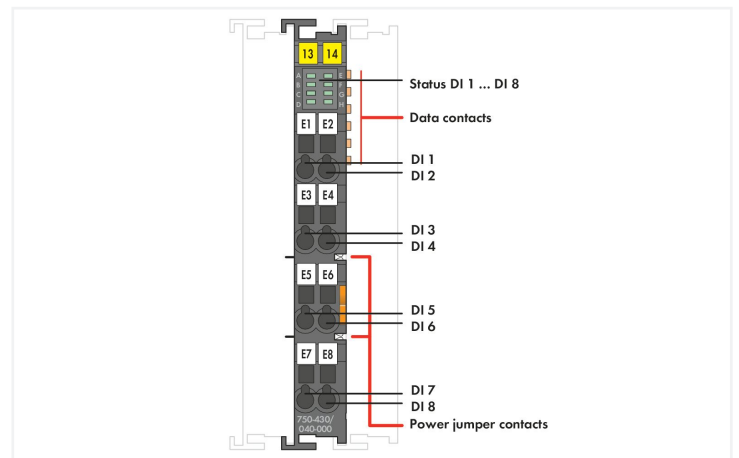 13 14
A E
B F
C G
D H
Status DI 1 ... DI 8
Data contacts
E1 E2
DI 1
DI 2
E3 E4
DI 3
DI 4
E5 E6
DI 5
DI 6
E7 E8
DI 7
DI 8
750-430/
040-000
Power jumper contacts